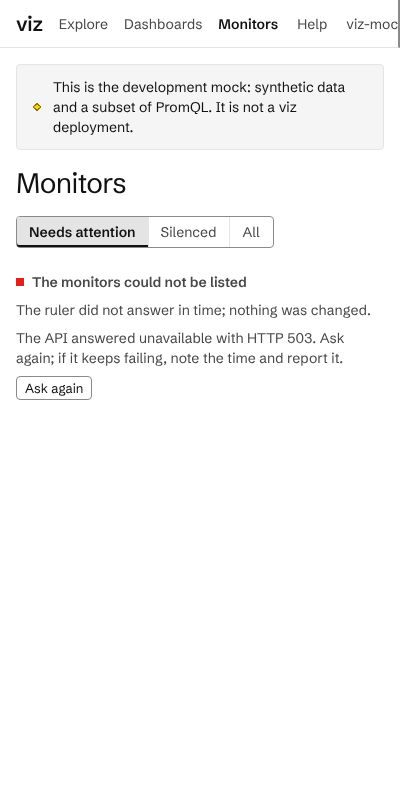 viz Explore Dashboards Monitors Help viz-moc
This is the development mock: synthetic data
and a subset of PromQL. It is not a viz
deployment.
Monitors
Needs attention Silenced All
The monitors could not be listed
The ruler did not answer in time; nothing was changed.
The API answered unavailable with HTTP 503. Ask
again; if it keeps failing, note the time and report it.
Ask again